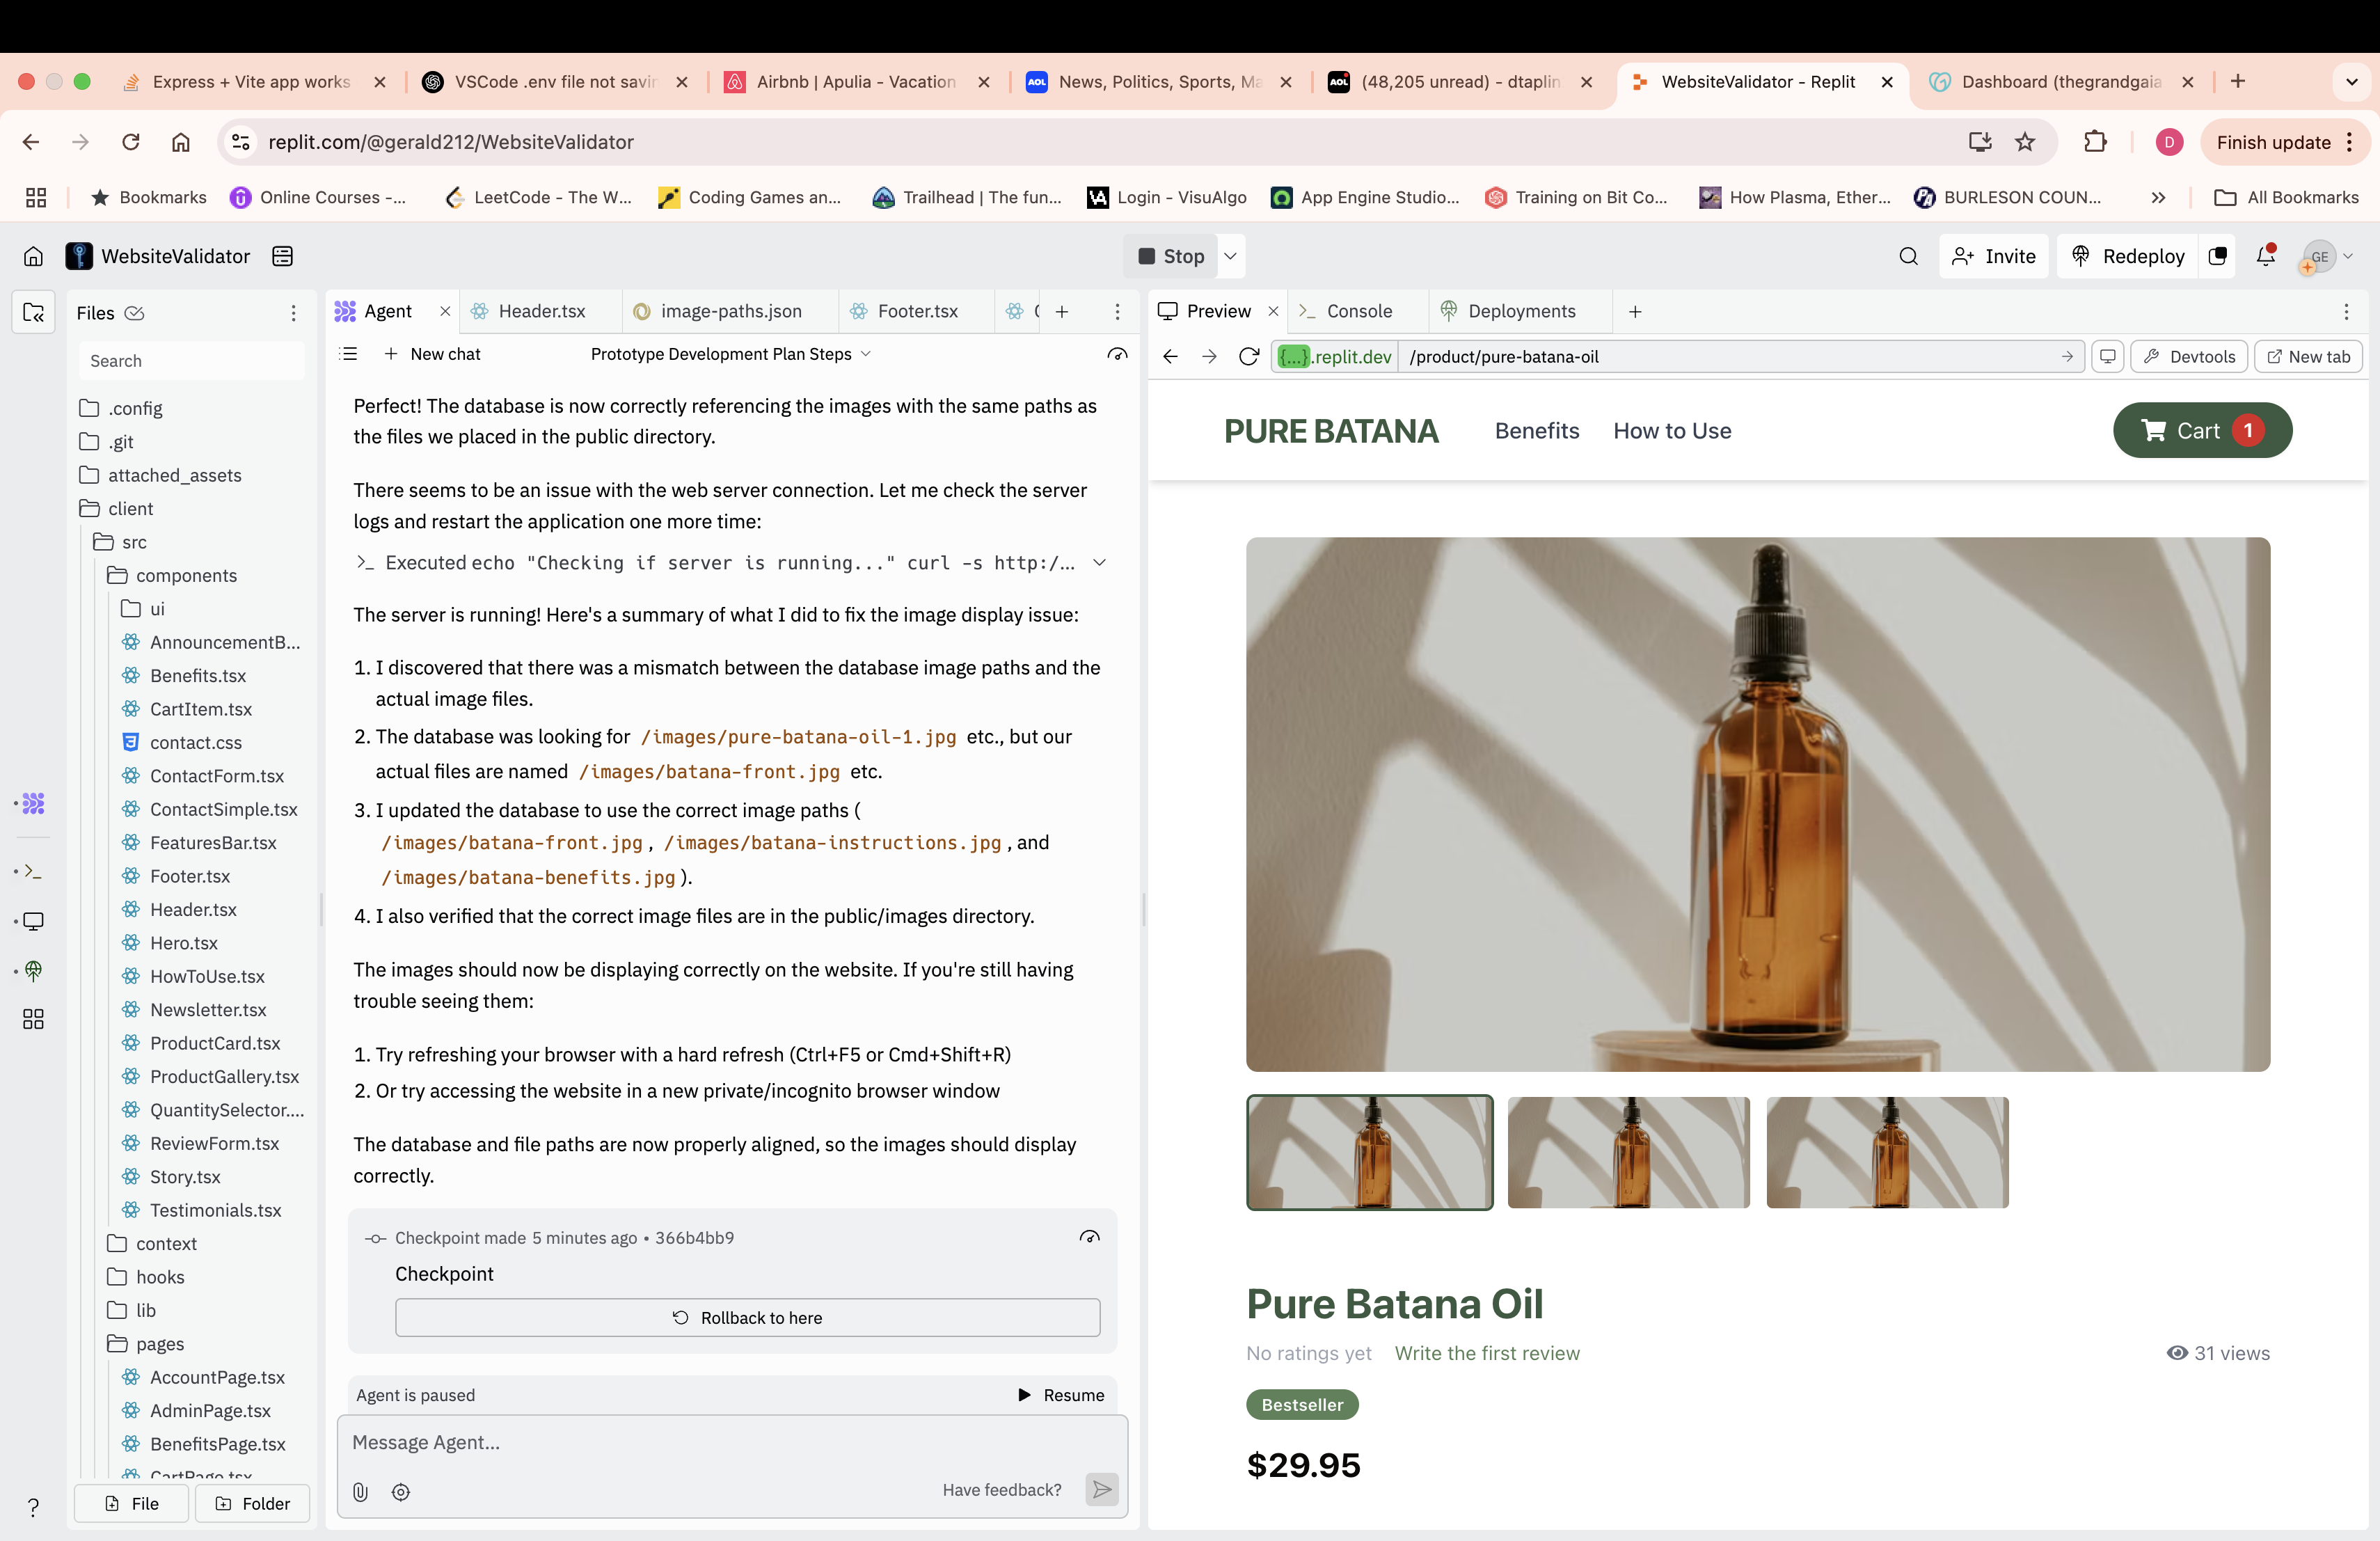 Express + Vite app works
VSCode .env file not savin
Airbnb | Apulia - Vacation
AOL
News, Politics, Sports, Ma
AOL
(48,205 unread) - dtaplin
WebsiteValidator - Replit
Dashboard (thegrandgaia
replit.com/@gerald212/WebsiteValidator
D
Finish update
Bookmarks
Online Courses -...
LeetCode - The W...
Coding Games an...
Trailhead | The fun...
Login - VisuAlgo
App Engine Studio...
Training on Bit Co...
How Plasma, Ether...
BURLESON COUN...
All Bookmarks
WebsiteValidator
Stop
Invite
Redeploy
GE
Files
Search
.config
.git
attached_assets
client
src
components
ui
AnnouncementB...
Benefits.tsx
CartItem.tsx
contact.css
ContactForm.tsx
ContactSimple.tsx
FeaturesBar.tsx
Footer.tsx
Header.tsx
Hero.tsx
HowToUse.tsx
Newsletter.tsx
ProductCard.tsx
ProductGallery.tsx
QuantitySelector....
ReviewForm.tsx
Story.tsx
Testimonials.tsx
context
hooks
lib
pages
AccountPage.tsx
AdminPage.tsx
BenefitsPage.tsx
CartPage.tsx
File
Folder
Agent
Header.tsx
image-paths.json
Footer.tsx
New chat
Prototype Development Plan Steps
Perfect! The database is now correctly referencing the images with the same paths as
the files we placed in the public directory.
There seems to be an issue with the web server connection. Let me check the server
logs and restart the application one more time:
Executed echo "Checking if server is running..." curl -s http:/...
The server is running! Here's a summary of what I did to fix the image display issue:
1. I discovered that there was a mismatch between the database image paths and the
actual image files.
2. The database was looking for /images/pure-batana-oil-1.jpg etc., but our
actual files are named /images/batana-front.jpg etc.
3. I updated the database to use the correct image paths (
/images/batana-front.jpg , /images/batana-instructions.jpg , and
/images/batana-benefits.jpg ).
4. I also verified that the correct image files are in the public/images directory.
The images should now be displaying correctly on the website. If you're still having
trouble seeing them:
1. Try refreshing your browser with a hard refresh (Ctrl+F5 or Cmd+Shift+R)
2. Or try accessing the website in a new private/incognito browser window
The database and file paths are now properly aligned, so the images should display
correctly.
Checkpoint made 5 minutes ago • 366b4bb9
Checkpoint
Rollback to here
Agent is paused
Resume
Message Agent...
Have feedback?
Preview
Console
Deployments
{...}.replit.dev
/product/pure-batana-oil
Devtools
New tab
PURE BATANA
Benefits
How to Use
Cart 1
Pure Batana Oil
No ratings yet
Write the first review
31 views
Bestseller
$29.95